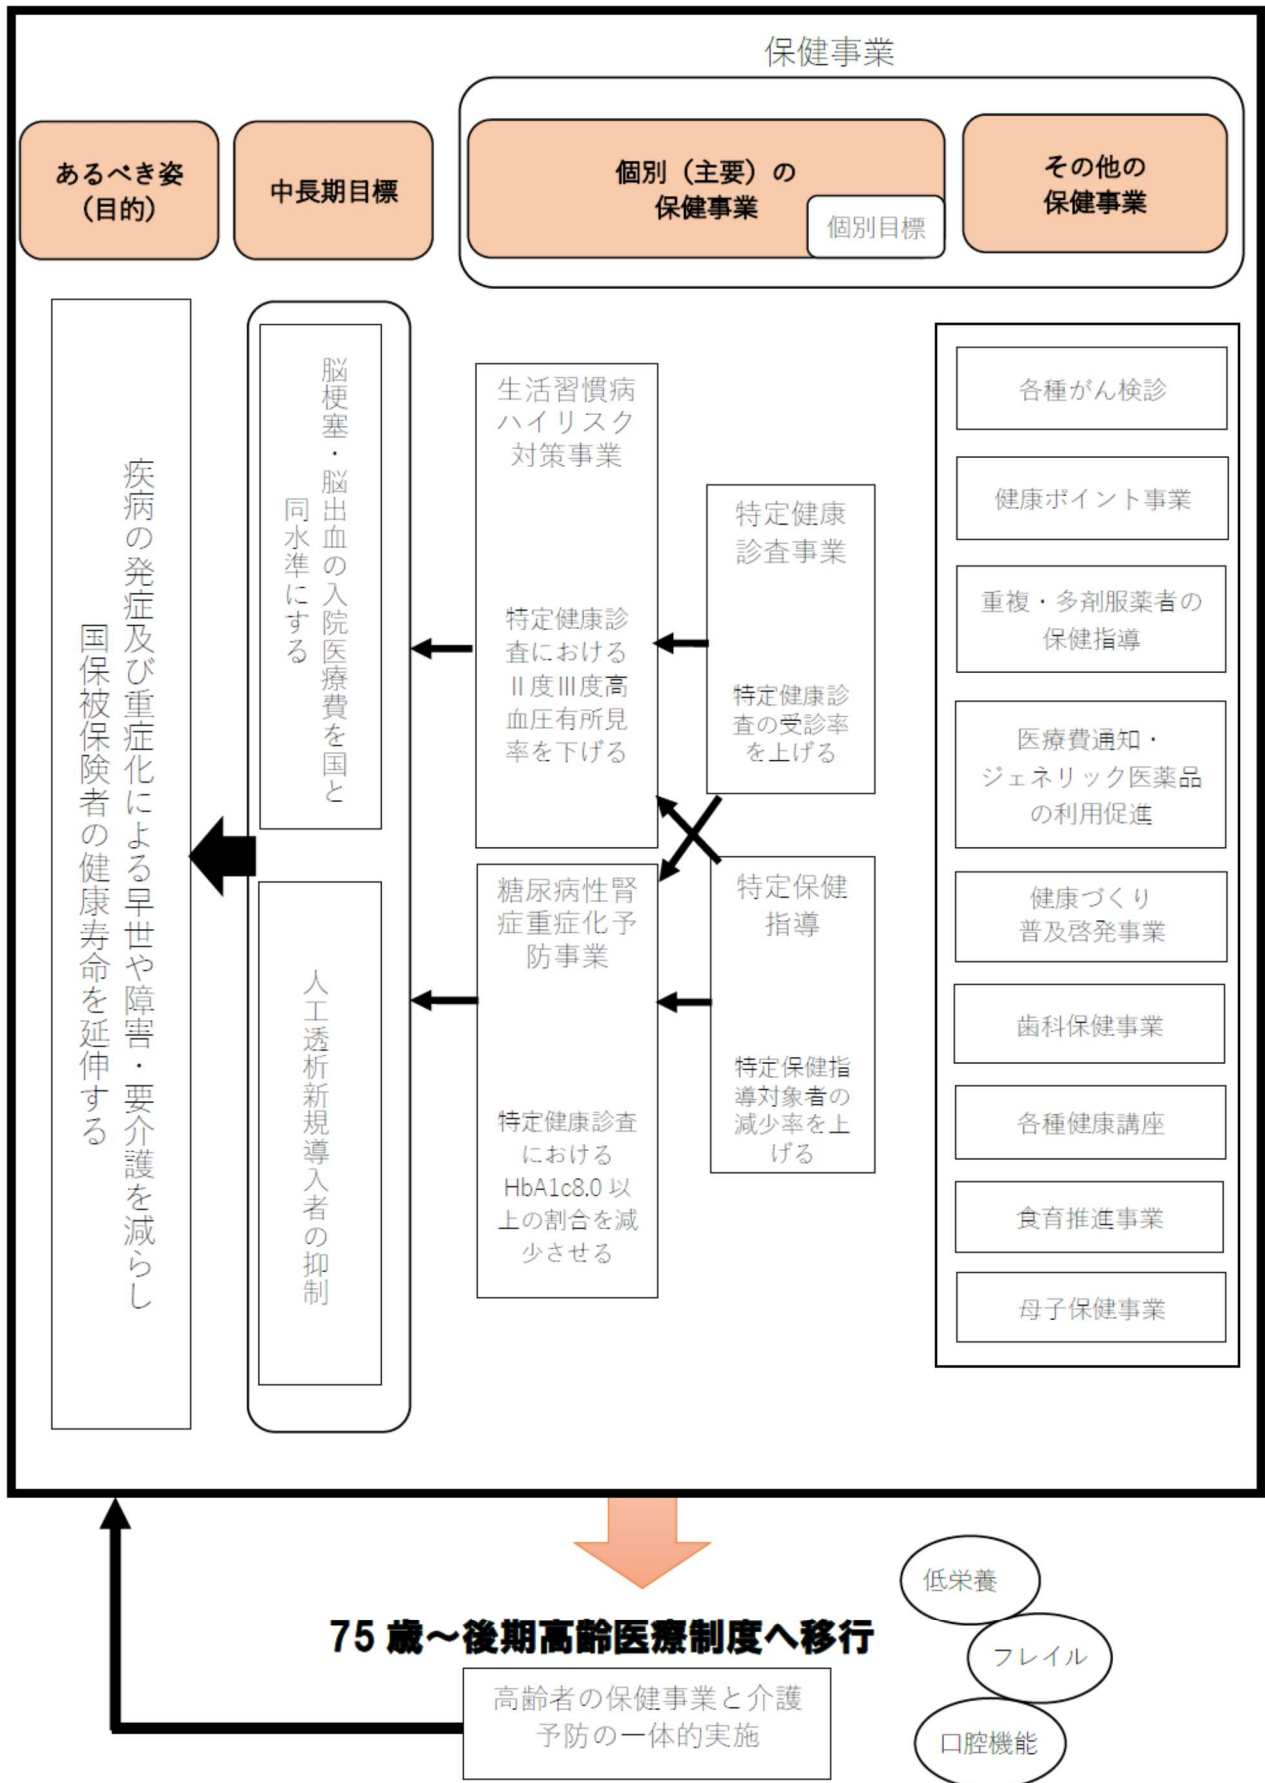 保健事業
あるべき姿
（目的）
中長期目標
個別（主要）の
保健事業
個別目標
その他の
保健事業
疾病の発症及び重症化による早世や障害・要介護を減らし
国保被保険者の健康寿命を延伸する
脳梗塞・脳出血の入院医療費を国と
同水準にする
人工透析新規導入者の抑制
生活習慣病
ハイリスク
対策事業
特定健康診
査における
Ⅱ度Ⅲ度高
血圧有所見
率を下げる
糖尿病性腎
症重症化予
防事業
特定健康診査
における
HbA1c8.0 以
上の割合を減
少させる
特定健康
診査事業
特定健康診
査の受診率
を上げる
特定保健
指導
特定保健指
導対象者の
減少率を上
げる
各種がん検診
健康ポイント事業
重複・多剤服薬者の
保健指導
医療費通知・
ジェネリック医薬品
の利用促進
健康づくり
普及啓発事業
歯科保健事業
各種健康講座
食育推進事業
母子保健事業
75 歳～後期高齢医療制度へ移行
高齢者の保健事業と介護
予防の一体的実施
低栄養
フレイル
口腔機能